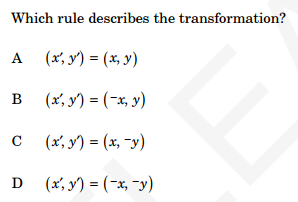 Which rule describes the transformation?
A (x′, y′) = (x, y)
B (x′, y′) = (⁻x, y)
C (x′, y′) = (x, ⁻y)
D (x′, y′) = (⁻x, ⁻y)